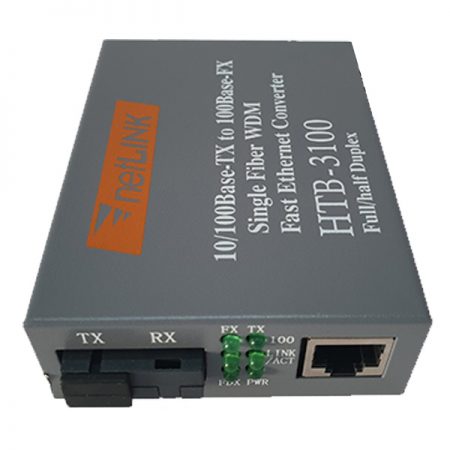 netLINK
10/100Base-TX to 100Base-FX
Single Fiber WDM
Fast Ethernet Converter
HTB-3100
Full/half Duplex
TX RX
FX TX
100
LINK
/ACT
FDX PWR